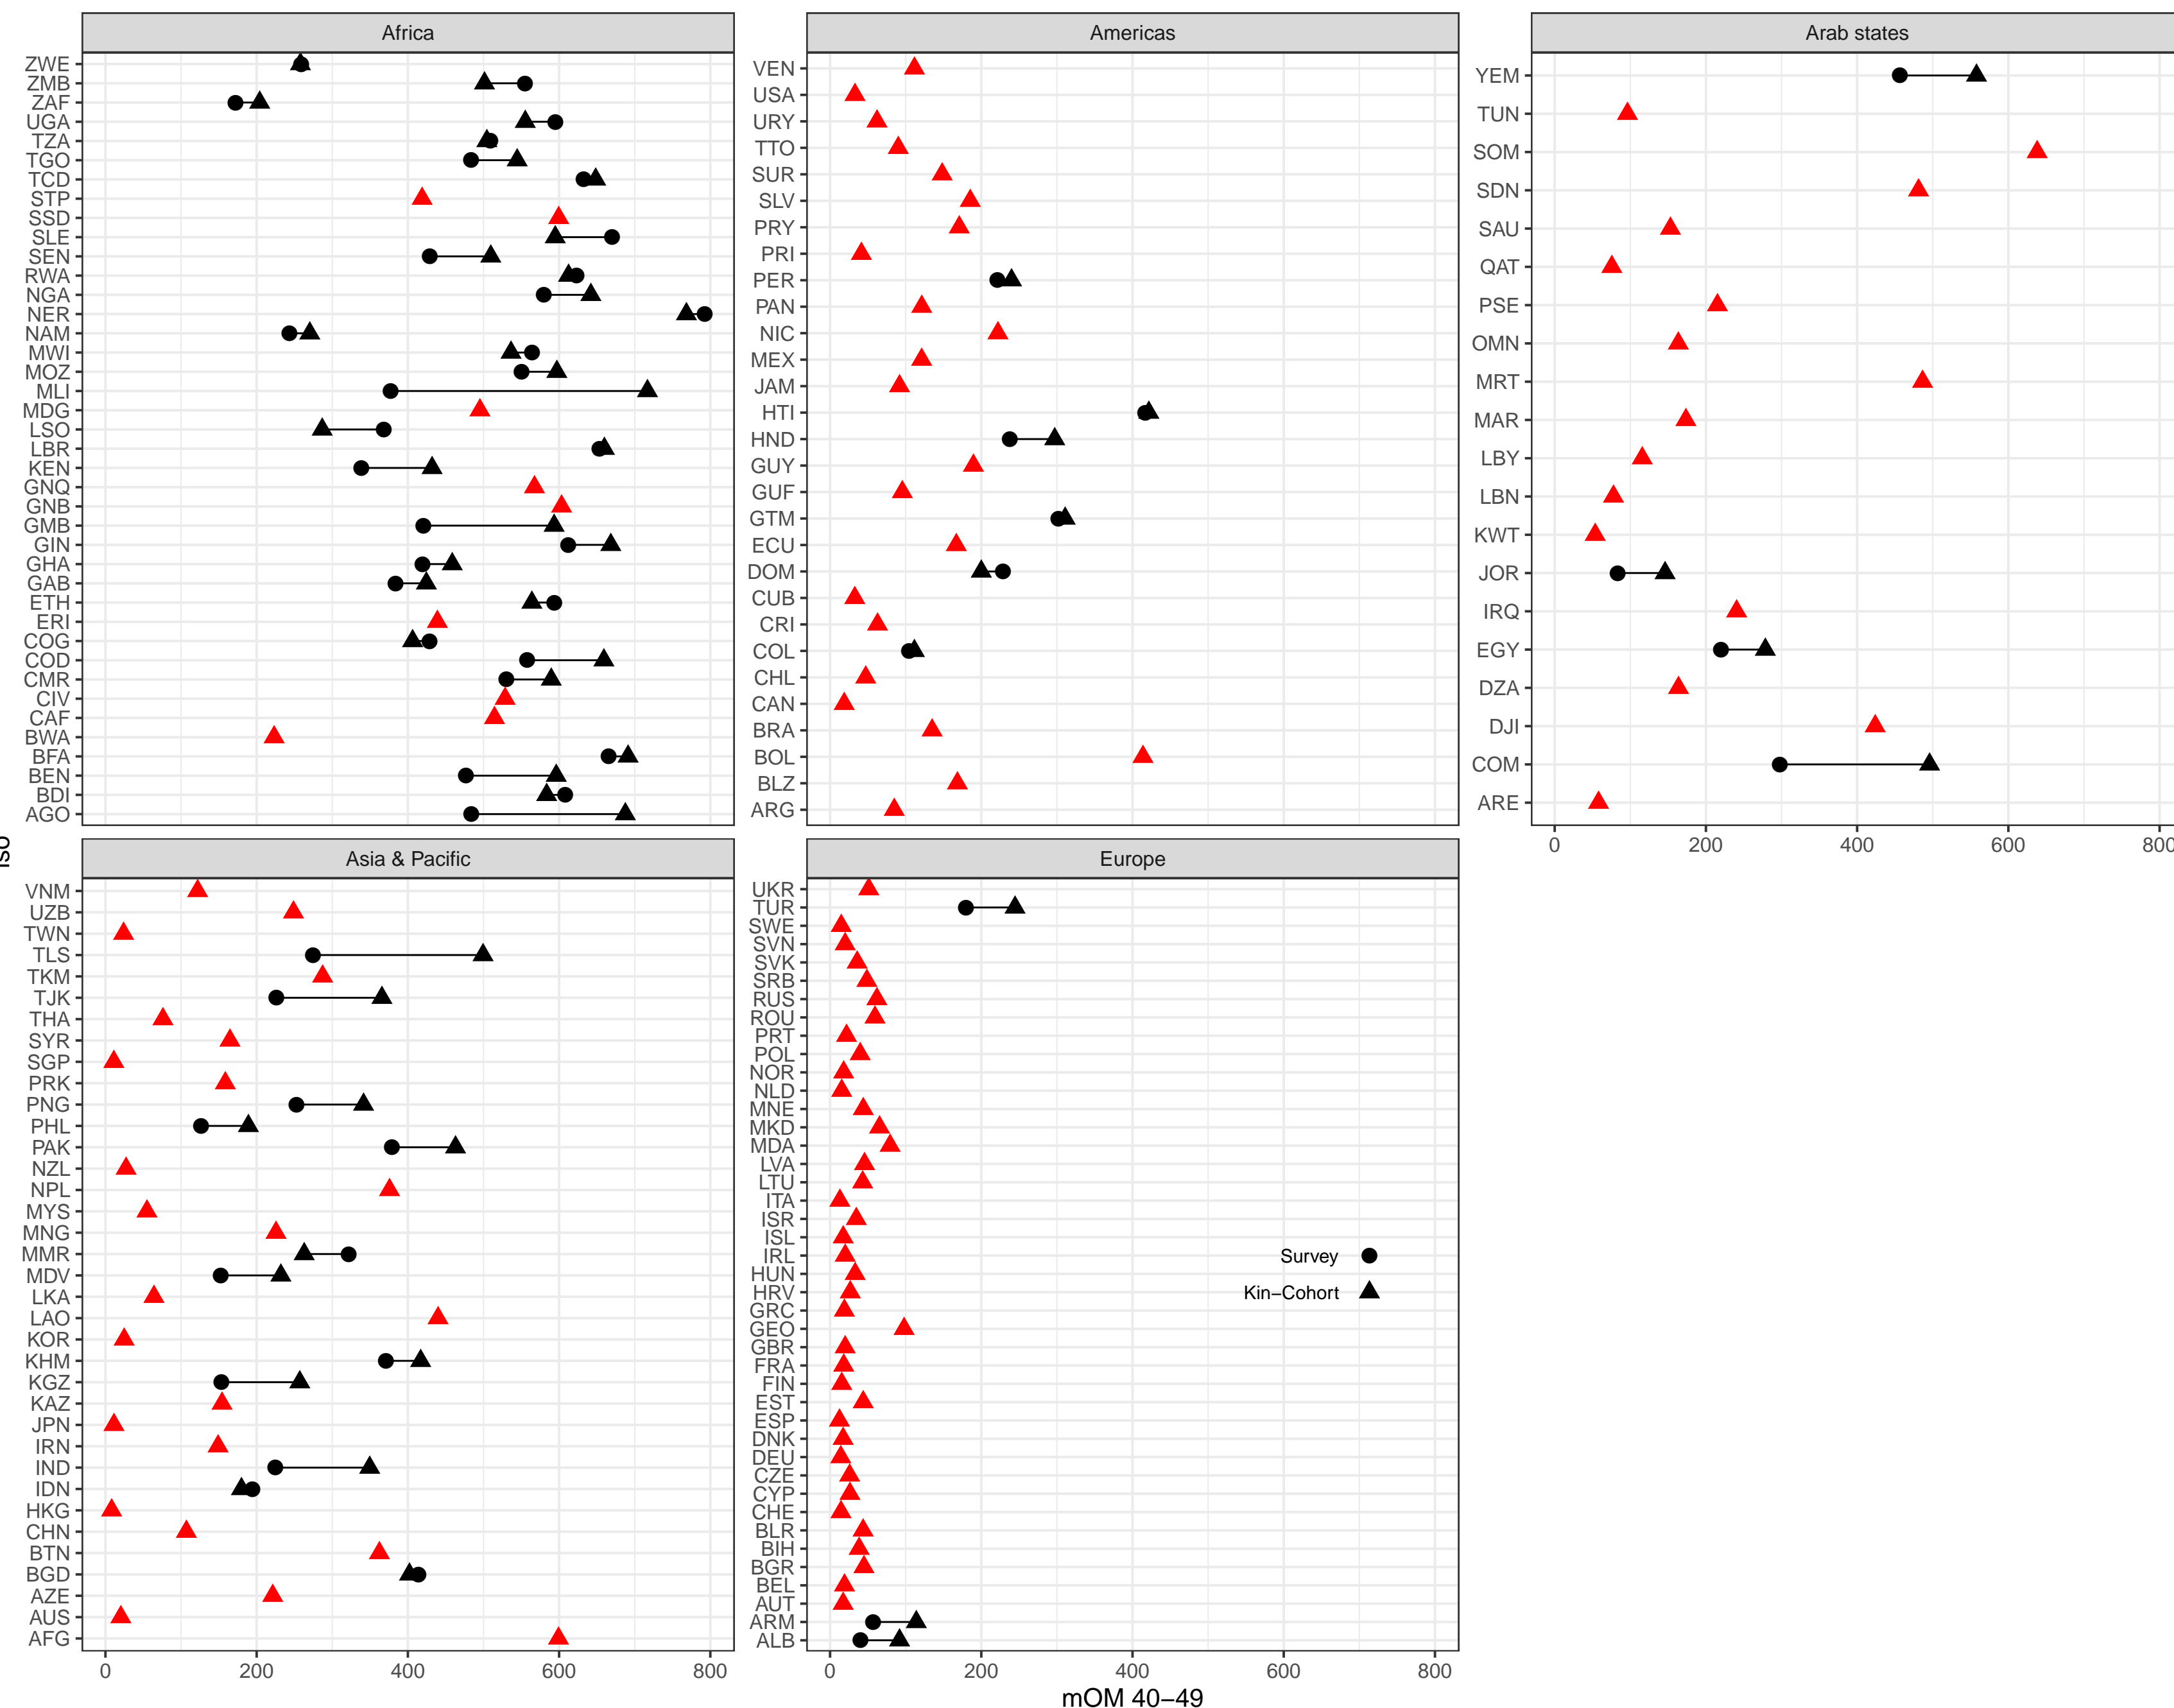 Africa
ZWE
ZMB
ZAF
UGA
TZA
TGO
TCD
STP
SSD
SLE
SEN
RWA
NGA
NER
NAM
MWI
MOZ
MLI
MDG
LSO
LBR
KEN
GNQ
GNB
GMB
GIN
GHA
GAB
ETH
ERI
COG
COD
CMR
CIV
CAF
BWA
BFA
BEN
BDI
AGO
Americas
VEN
USA
URY
TTO
SUR
SLV
PRY
PRI
PER
PAN
NIC
MEX
JAM
HTI
HND
GUY
GUF
GTM
ECU
DOM
CUB
CRI
COL
CHL
CAN
BRA
BOL
BLZ
ARG
Arab states
YEM
TUN
SOM
SDN
SAU
QAT
PSE
OMN
MRT
MAR
LBY
LBN
KWT
JOR
IRQ
EGY
DZA
DJI
COM
ARE
0 200 400 600 800
iso
Asia & Pacific
VNM
UZB
TWN
TLS
TKM
TJK
THA
SYR
SGP
PRK
PNG
PHL
PAK
NZL
NPL
MYS
MNG
MMR
MDV
LKA
LAO
KOR
KHM
KGZ
KAZ
JPN
IRN
IND
IDN
HKG
CHN
BTN
BGD
AZE
AUS
AFG
0 200 400 600 800
Europe
UKR
TUR
SWE
SVN
SVK
SRB
RUS
ROU
PRT
POL
NOR
NLD
MNE
MKD
MDA
LVA
LTU
ITA
ISR
ISL
IRL
HUN
HRV
GRC
GEO
GBR
FRA
FIN
EST
ESP
DNK
DEU
CZE
CYP
CHE
BLR
BIH
BGR
BEL
AUT
ARM
ALB
Survey
Kin−Cohort
0 200 400 600 800
mOM 40−49